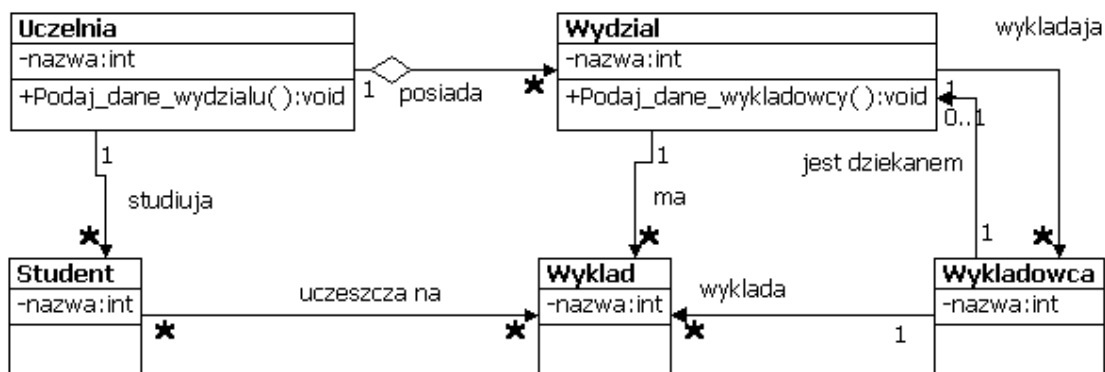 Uczelnia
-nazwa:int
+Podaj_dane_wydzialu():void
1
posiada
*
Wydzial
-nazwa:int
+Podaj_dane_wykladowcy():void
wykladaja
1
0..1
1
studiuja
*
1
ma
*
jest dziekanem
1
*
Student
-nazwa:int
uczeszcza na
*
*
Wyklad
-nazwa:int
wyklada
*
1
Wykladowca
-nazwa:int